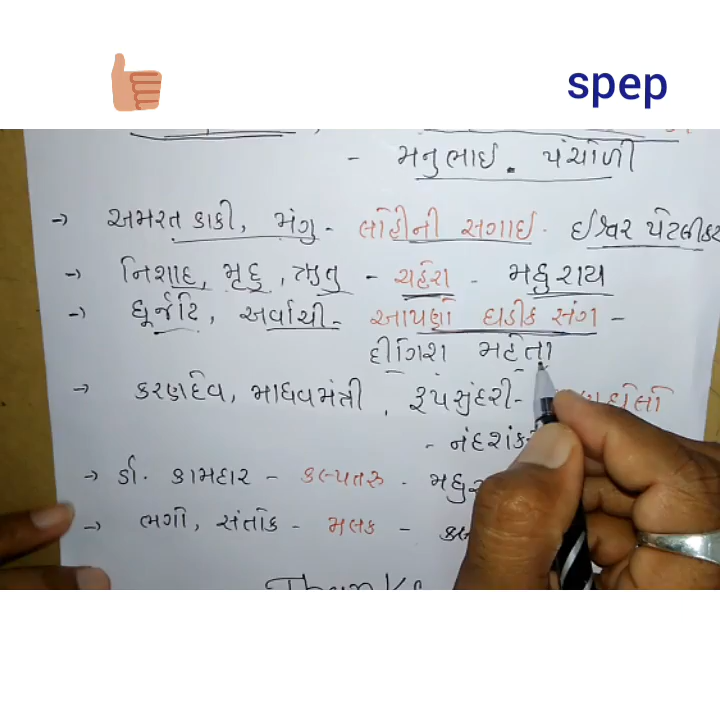 spep
- મનુભાઈ. પંચોળી
→ અમરત કાકી, મંગુ - લોહીની સગાઈ. ઈશ્વર પેટલીકર
→ નિશાદ, મૃદુ, ઋતુ - ચહેરા - મધુરાય
→ ધૂર્જટિ, અર્વાચી - આપણો ઘડીક સંગ -
દીગિશ મહેતા
→ કરણદેવ, માધવમંત્રી, રૂપસુંદરી-
- નંદશંક
→ ડૉ. કામદાર - કલ્પતરુ - મધુ
→ ભગી, સંતોક - મલક -